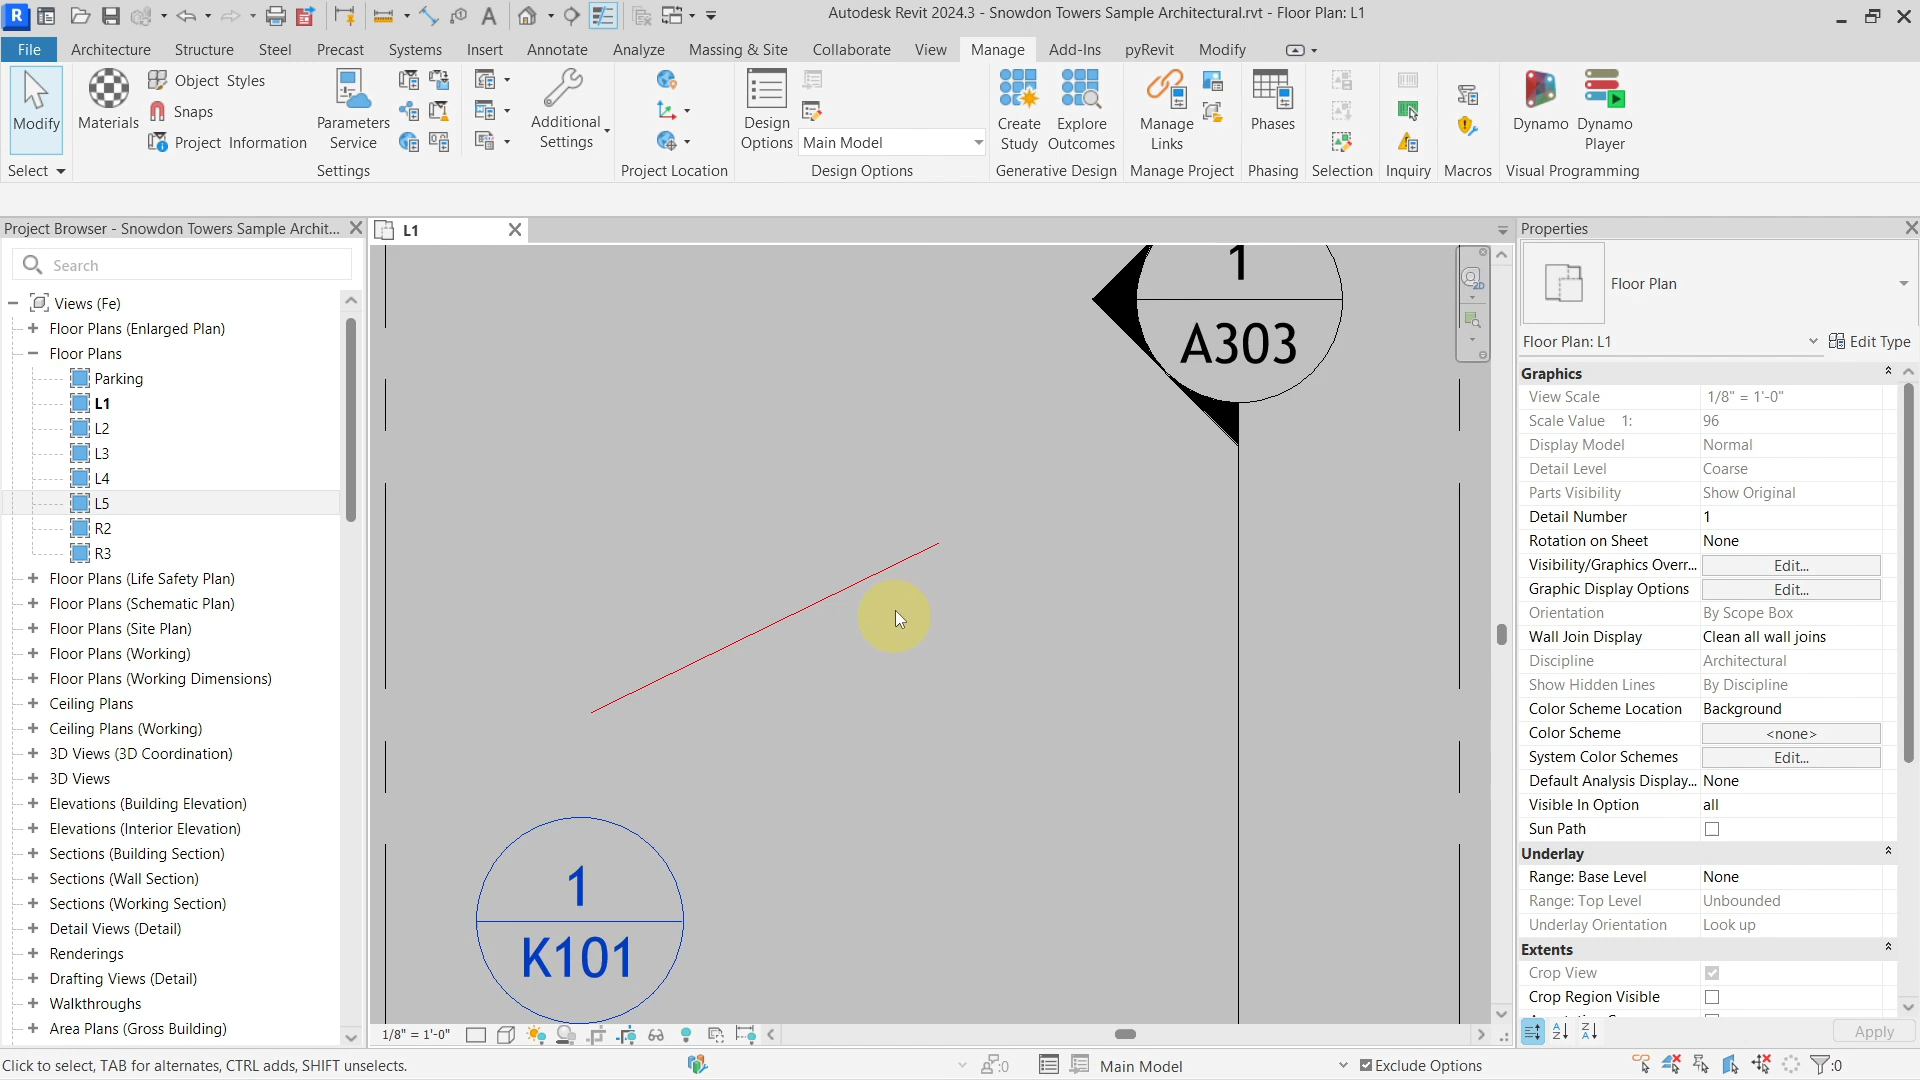 Autodesk Revit 2024.3 - Snowdon Towers Sample Architectural.rvt - Floor Plan: L1
File Architecture Structure Steel Precast Systems Insert Annotate Analyze Massing & Site Collaborate View Manage Add-Ins pyRevit Modify
Modify
Materials
Object Styles
Snaps
Project Information
Parameters Service
Additional Settings
Design Options
Main Model
Create Study
Explore Outcomes
Manage Links
Phases
Dynamo
Dynamo Player
Select Settings Project Location Design Options Generative Design Manage Project Phasing Selection Inquiry Macros Visual Programming
Project Browser - Snowdon Towers Sample Archit...
Search
Views (Fe)
Floor Plans (Enlarged Plan)
Floor Plans
Parking
L1
L2
L3
L4
L5
R2
R3
Floor Plans (Life Safety Plan)
Floor Plans (Schematic Plan)
Floor Plans (Site Plan)
Floor Plans (Working)
Floor Plans (Working Dimensions)
Ceiling Plans
Ceiling Plans (Working)
3D Views (3D Coordination)
3D Views
Elevations (Building Elevation)
Elevations (Interior Elevation)
Sections (Building Section)
Sections (Wall Section)
Sections (Working Section)
Detail Views (Detail)
Renderings
Drafting Views (Detail)
Walkthroughs
Area Plans (Gross Building)
L1
1
A303
1
K101
2D
1/8" = 1'-0"
Properties
Floor Plan
Floor Plan: L1 Edit Type
Graphics
View Scale 1/8" = 1'-0"
Scale Value 1: 96
Display Model Normal
Detail Level Coarse
Parts Visibility Show Original
Detail Number 1
Rotation on Sheet None
Visibility/Graphics Overr... Edit...
Graphic Display Options Edit...
Orientation By Scope Box
Wall Join Display Clean all wall joins
Discipline Architectural
Show Hidden Lines By Discipline
Color Scheme Location Background
Color Scheme <none>
System Color Schemes Edit...
Default Analysis Display... None
Visible In Option all
Sun Path
Underlay
Range: Base Level None
Range: Top Level Unbounded
Underlay Orientation Look up
Extents
Crop View
Crop Region Visible
Apply
Click to select, TAB for alternates, CTRL adds, SHIFT unselects.
:0
Main Model
Exclude Options
:0